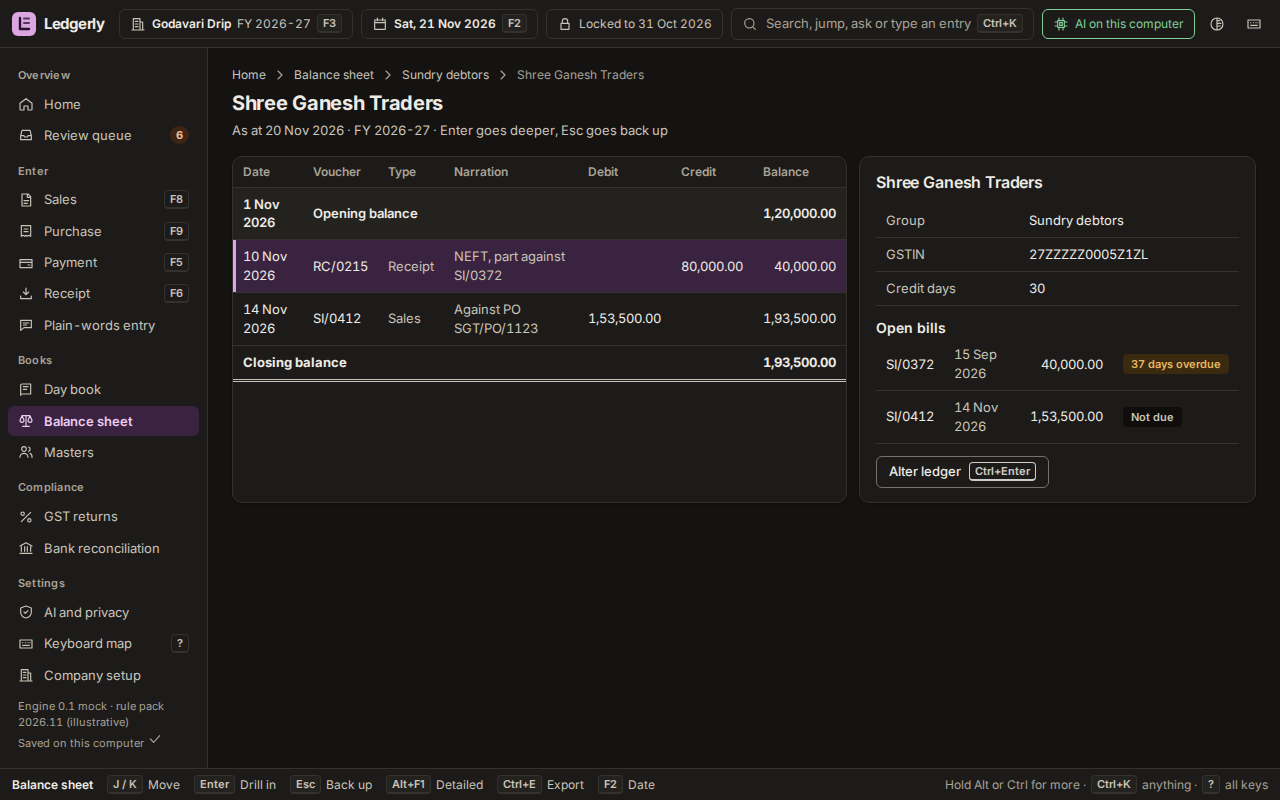 Ledgerly
Godavari Drip FY 2026-27 F3
Sat, 21 Nov 2026 F2
Locked to 31 Oct 2026
Search, jump, ask or type an entry Ctrl+K
AI on this computer
Overview
Home
Review queue 6
Enter
Sales F8
Purchase F9
Payment F5
Receipt F6
Plain-words entry
Books
Day book
Balance sheet
Masters
Compliance
GST returns
Bank reconciliation
Settings
AI and privacy
Keyboard map ?
Company setup
Engine 0.1 mock · rule pack
2026.11 (illustrative)
Saved on this computer
Home > Balance sheet > Sundry debtors > Shree Ganesh Traders
Shree Ganesh Traders
As at 20 Nov 2026 · FY 2026-27 · Enter goes deeper, Esc goes back up
Date Voucher Type Narration Debit Credit Balance
1 Nov
2026 Opening balance 1,20,000.00
10 Nov
2026 RC/0215 Receipt NEFT, part against
SI/0372 80,000.00 40,000.00
14 Nov
2026 SI/0412 Sales Against PO
SGT/PO/1123 1,53,500.00 1,93,500.00
Closing balance 1,93,500.00
Shree Ganesh Traders
Group Sundry debtors
GSTIN 27ZZZZZ0005Z1ZL
Credit days 30
Open bills
SI/0372 15 Sep
2026 40,000.00 37 days overdue
SI/0412 14 Nov
2026 1,53,500.00 Not due
Alter ledger Ctrl+Enter
Balance sheet J / K Move Enter Drill in Esc Back up Alt+F1 Detailed Ctrl+E Export F2 Date
Hold Alt or Ctrl for more · Ctrl+K anything · ? all keys